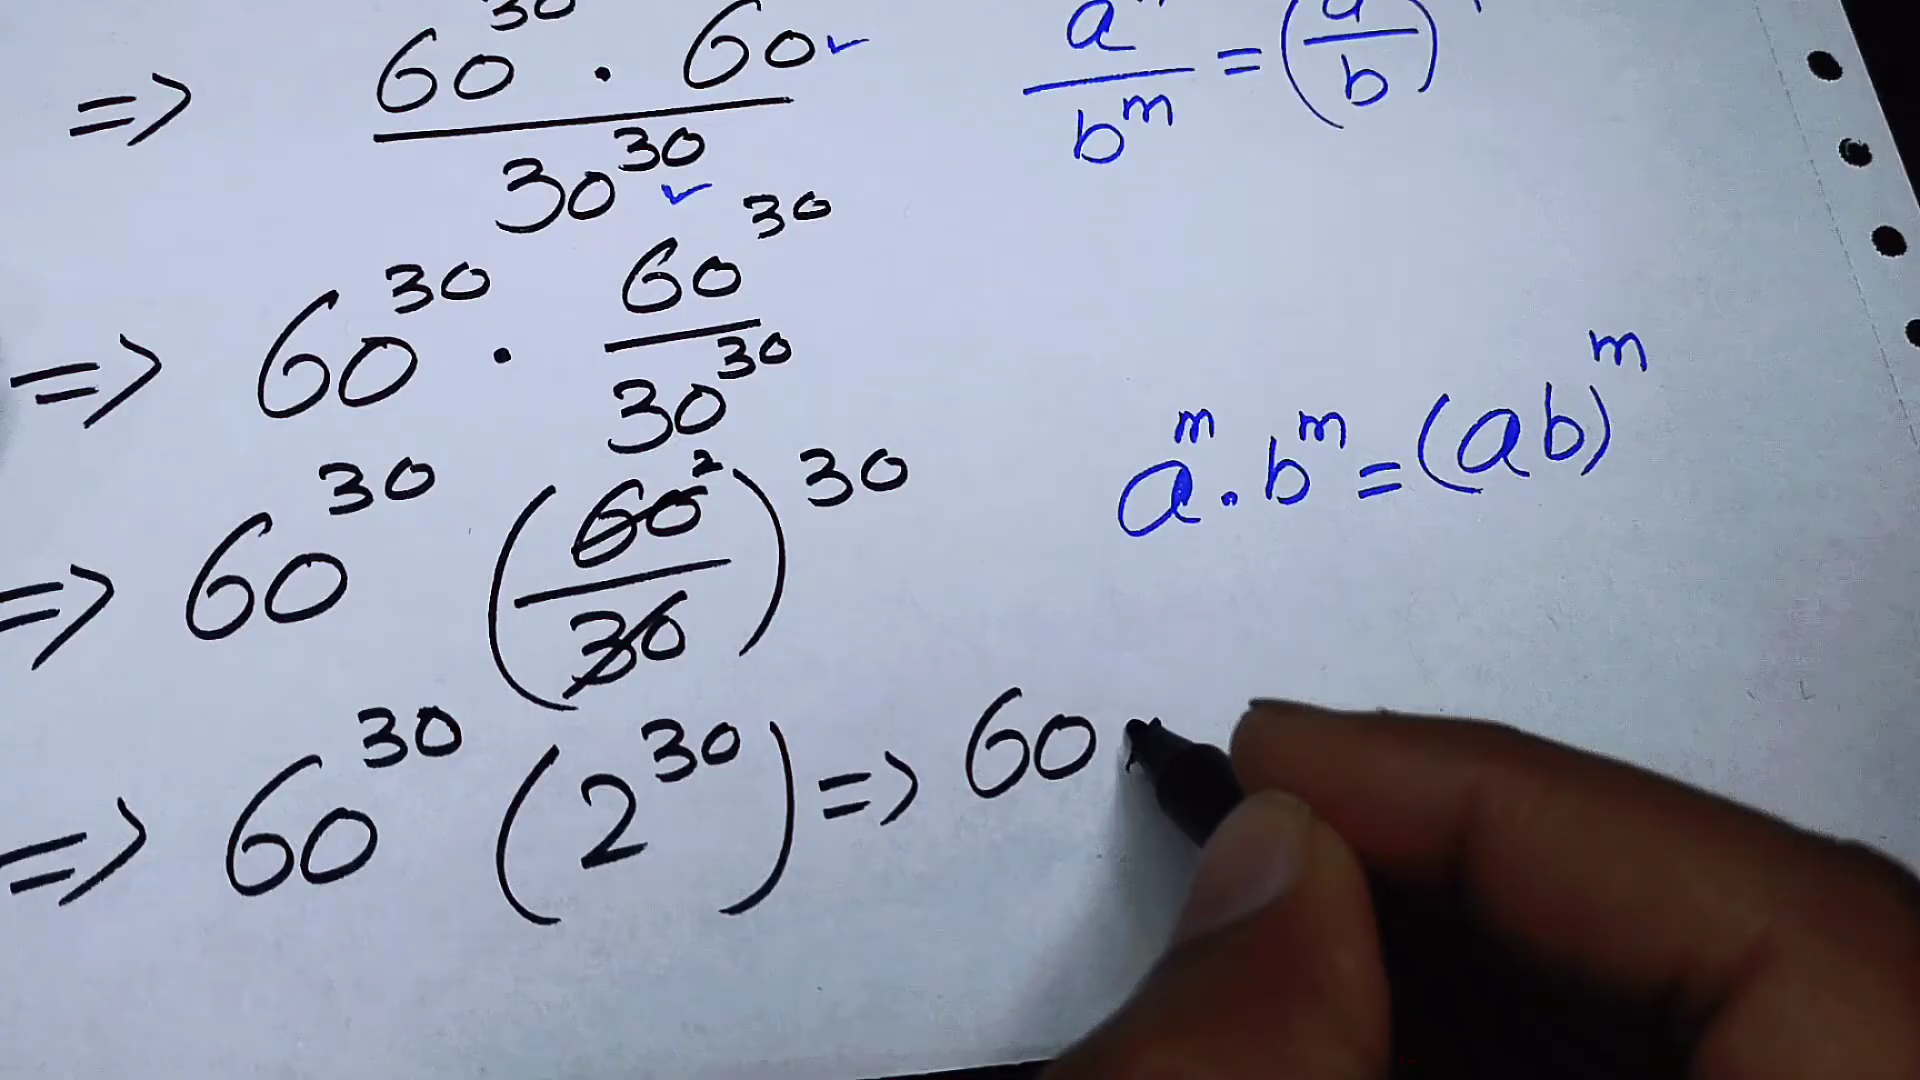 => 60^30 . 60 / 30^30
a / b^m = (a/b)
=> 60^30 . 60^30 / 30^30
a^m . b^m = (ab)^m
=> 60^30 (60^2 / 30)^30
=> 60^30 (2^30) => 60